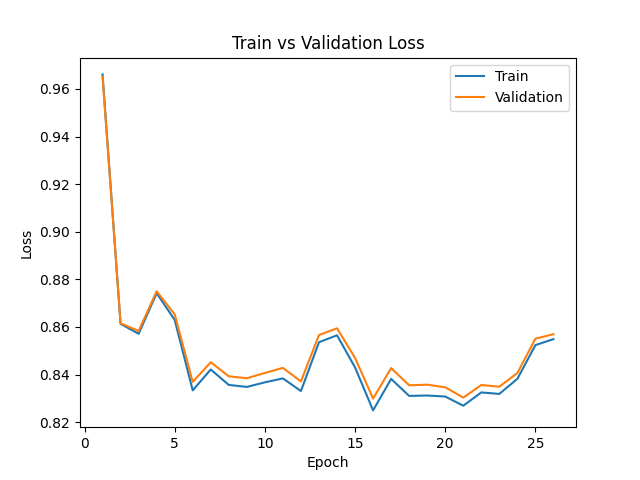 Train vs Validation Loss
Train
Validation
Loss
0.96
0.94
0.92
0.90
0.88
0.86
0.84
0.82
0 5 10 15 20 25
Epoch